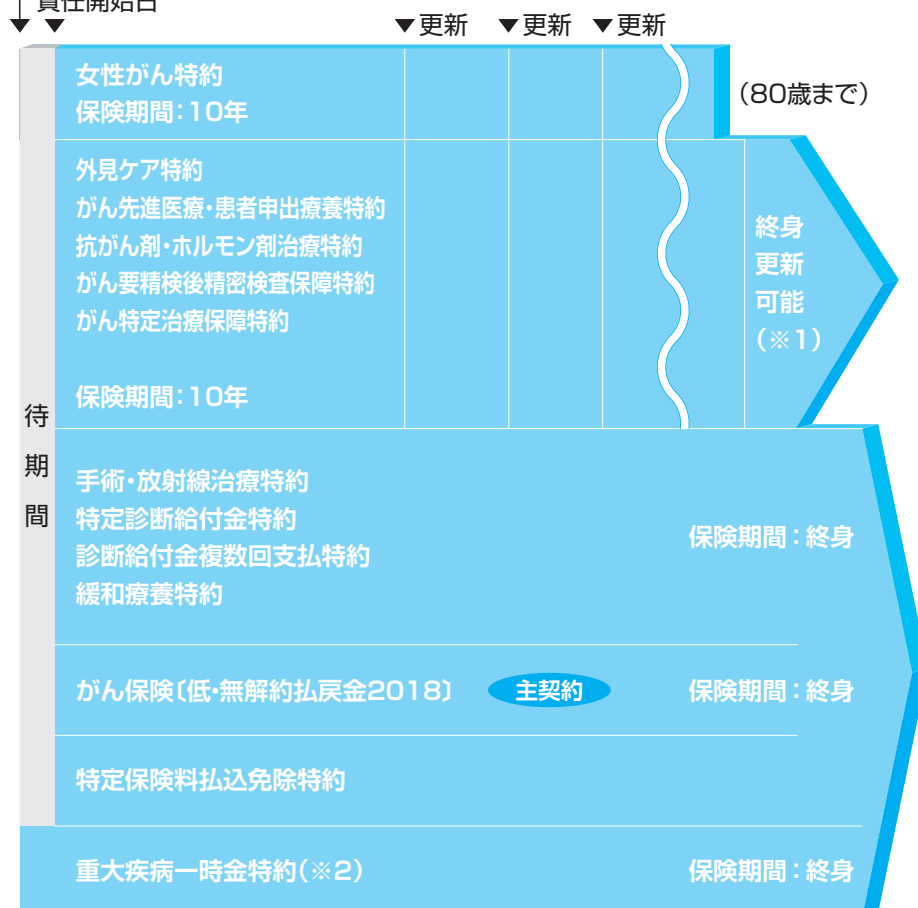 責任開始日
▼更新 ▼更新 ▼更新
女性がん特約
保険期間：10年
（80歳まで）
外見ケア特約
がん先進医療・患者申出療養特約
抗がん剤・ホルモン剤治療特約
がん要精検後精密検査保障特約
がん特定治療保障特約
保険期間：10年
終身
更新
可能
（※1）
待
期
間
手術・放射線治療特約
特定診断給付金特約
診断給付金複数回支払特約
緩和療養特約
保険期間：終身
がん保険〔低・無解約払戻金2018〕 主契約 保険期間：終身
特定保険料払込免除特約
重大疾病一時金特約（※2） 保険期間：終身